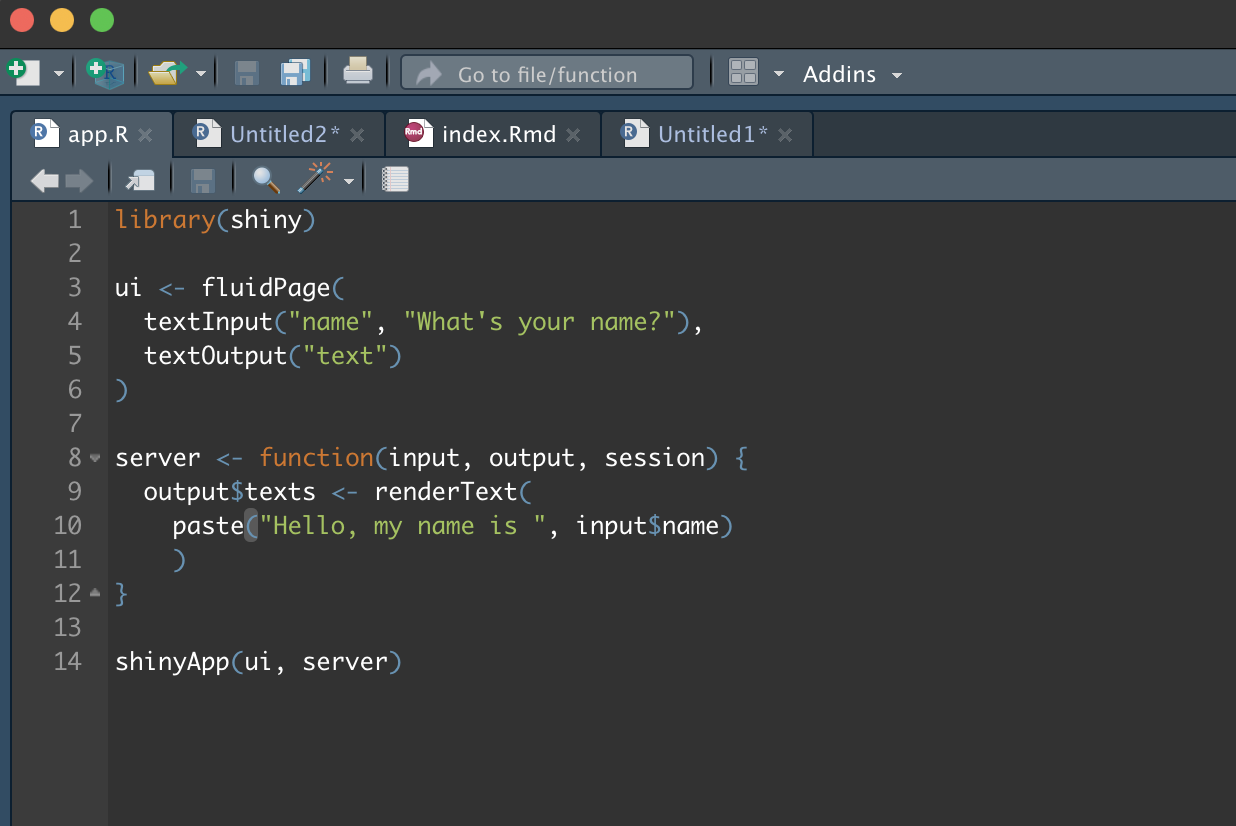 Go to file/function
Addins
app.R
Untitled2*
Rmd index.Rmd
Untitled1*
1 library(shiny)
2
3 ui <- fluidPage(
4   textInput("name", "What's your name?"),
5   textOutput("text")
6 )
7
8 server <- function(input, output, session) {
9   output$texts <- renderText(
10     paste("Hello, my name is ", input$name)
11     )
12 }
13
14 shinyApp(ui, server)